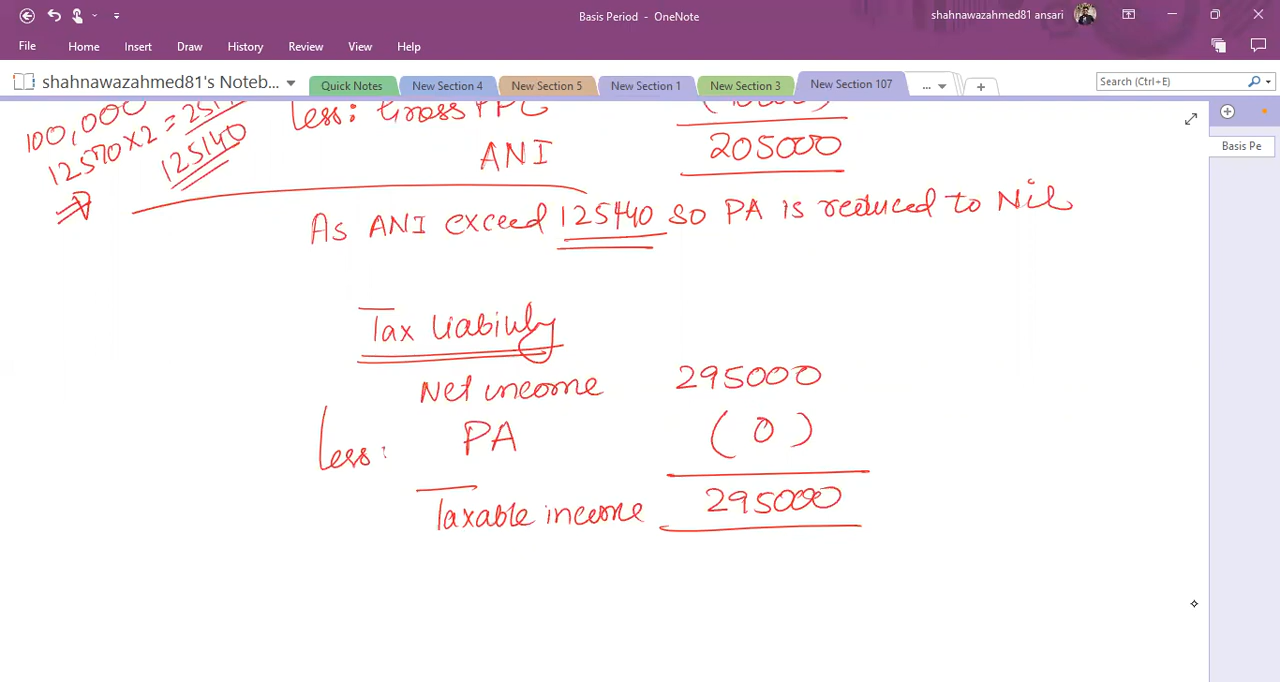 Basis Period - OneNote
shahnawazahmed81 ansari
File Home Insert Draw History Review View Help
shahnawazahmed81's Noteb... Quick Notes New Section 4 New Section 5 New Section 1 New Section 3 New Section 107 ... Search (Ctrl+E)
Basis Pe
100,000
12570 x 2 =
125140
Less: Gross PPC
ANI 205000
As ANI exceed 125440 so PA is reduced to Nil
Tax liability
Net income 295000
Less: PA (0)
Taxable income 295000